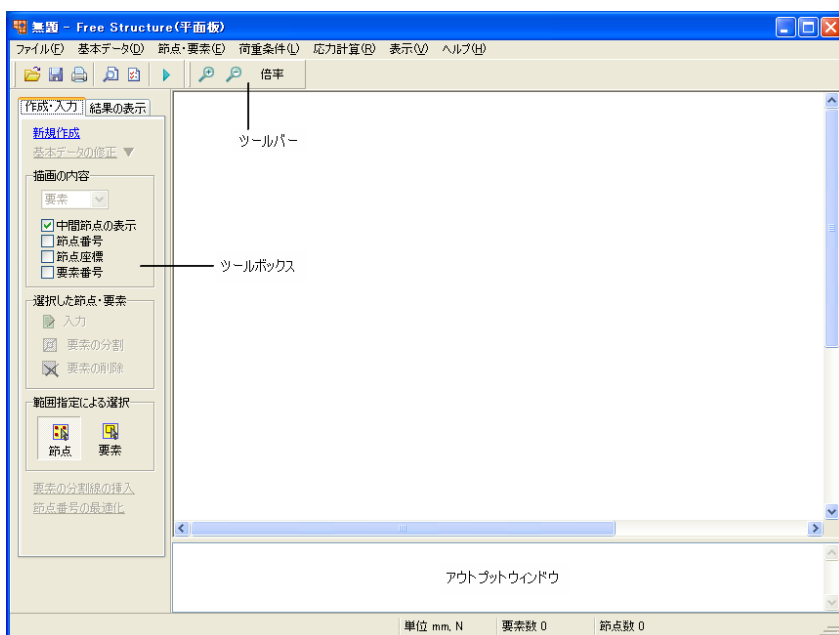 無題 - Free Structure(平面板)
ファイル(F) 基本データ(D) 節点・要素(E) 荷重条件(L) 応力計算(R) 表示(V) ヘルプ(H)
倍率
作成・入力 結果の表示
ツールバー
新規作成
基本データの修正 ▼
描画の内容
要素
中間節点の表示
節点番号
節点座標
要素番号
ツールボックス
選択した節点・要素
入力
要素の分割
要素の削除
範囲指定による選択
節点 要素
要素の分割線の挿入
節点番号の最適化
アウトプットウィンドウ
単位 mm, N 要素数 0 節点数 0